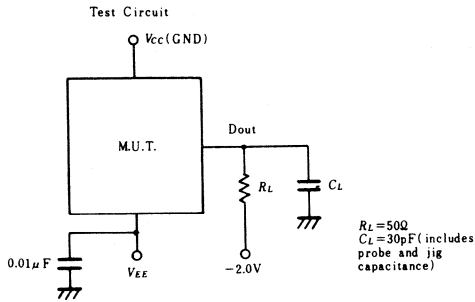 Test Circuit
Vcc(GND)
M.U.T.
Dout
RL
CL
0.01μF
VEE
−2.0V
RL=50Ω
CL=30pF(includes
probe and jig
capacitance)